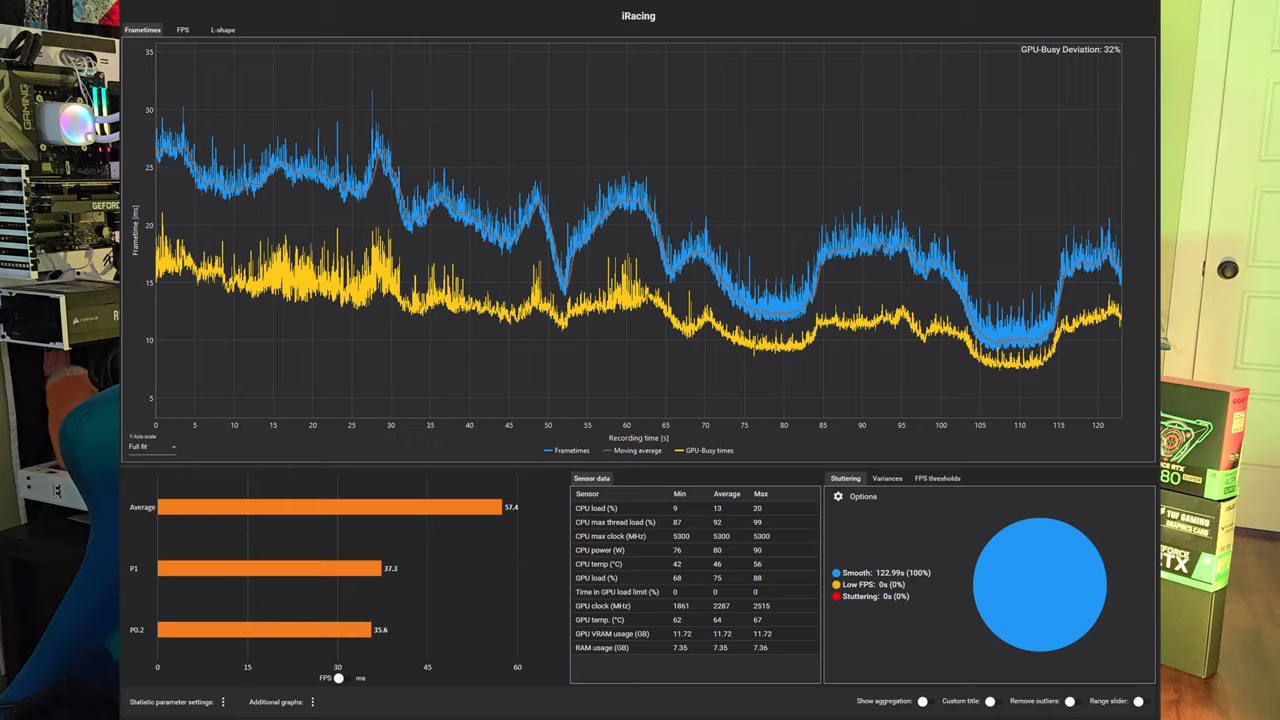 iRacing
Frametimes FPS L-shape
GPU-Busy Deviation: 32%
35
30
25
20
15
10
5
Frametime [ms]
0 5 10 15 20 25 30 35 40 45 50 55 60 65 70 75 80 85 90 95 100 105 110 115 120
Recording time [s]
Y-Axis scale
Full fit
Frametimes Moving average GPU-Busy times
Average 57.4
P1 37.3
P0.2 35.6
0 15 30 45 60
FPS ms
Statistic parameter settings: Additional graphs:
Sensor data
Sensor Min Average Max
CPU load (%) 9 13 20
CPU max thread load (%) 87 92 99
CPU max clock (MHz) 5300 5300 5300
CPU power (W) 76 80 90
CPU temp (°C) 42 46 56
GPU load (%) 68 75 88
Time in GPU load limit (%) 0 0 0
GPU clock (MHz) 1861 2287 2515
GPU temp. (°C) 62 64 67
GPU VRAM usage (GB) 11.72 11.72 11.72
RAM usage (GB) 7.35 7.35 7.36
Stuttering Variances FPS thresholds
Options
Smooth: 122.99s (100%)
Low FPS: 0s (0%)
Stuttering: 0s (0%)
Show aggregation: Custom title: Remove outliers: Range slider:
GAMING
GEFOR
CORSAIR
RTX
80 SUPER
TUF GAMING
GRAPHICS CARD
EFORCE
RTX